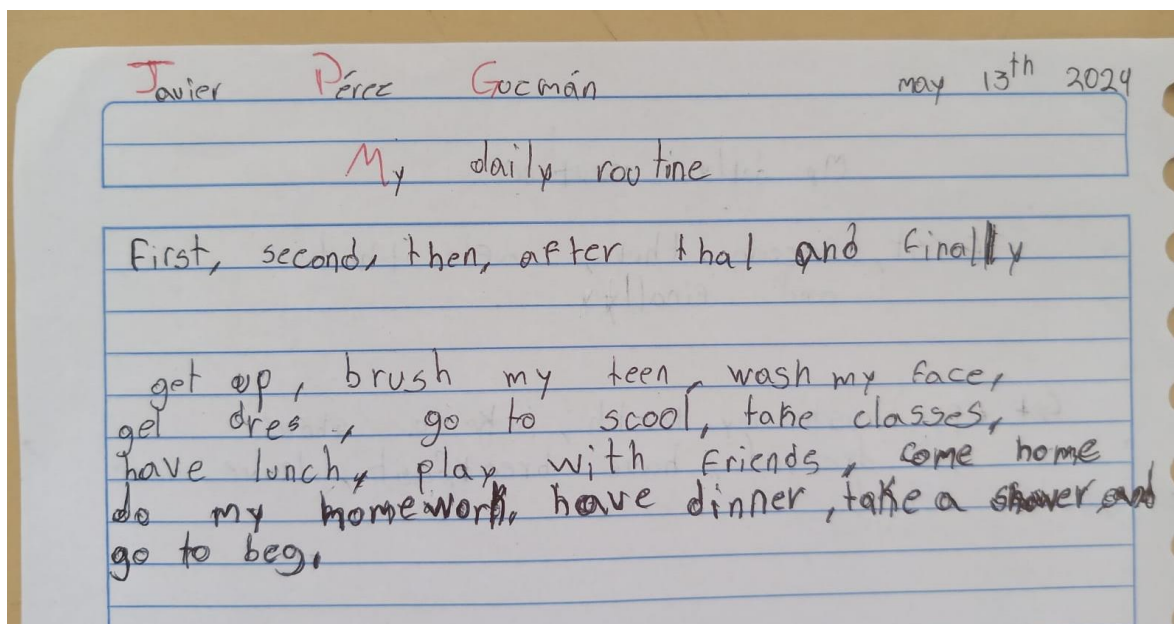 Javier Pérez Gocmán may 13th 2024
My daily routine
First, second, then, after thal and finally
get up, brush my teen, wash my face,
gel dres, go to scool, take classes,
have lunch, play with friends, come home
do my homework, have dinner, take a shower and
go to beg.